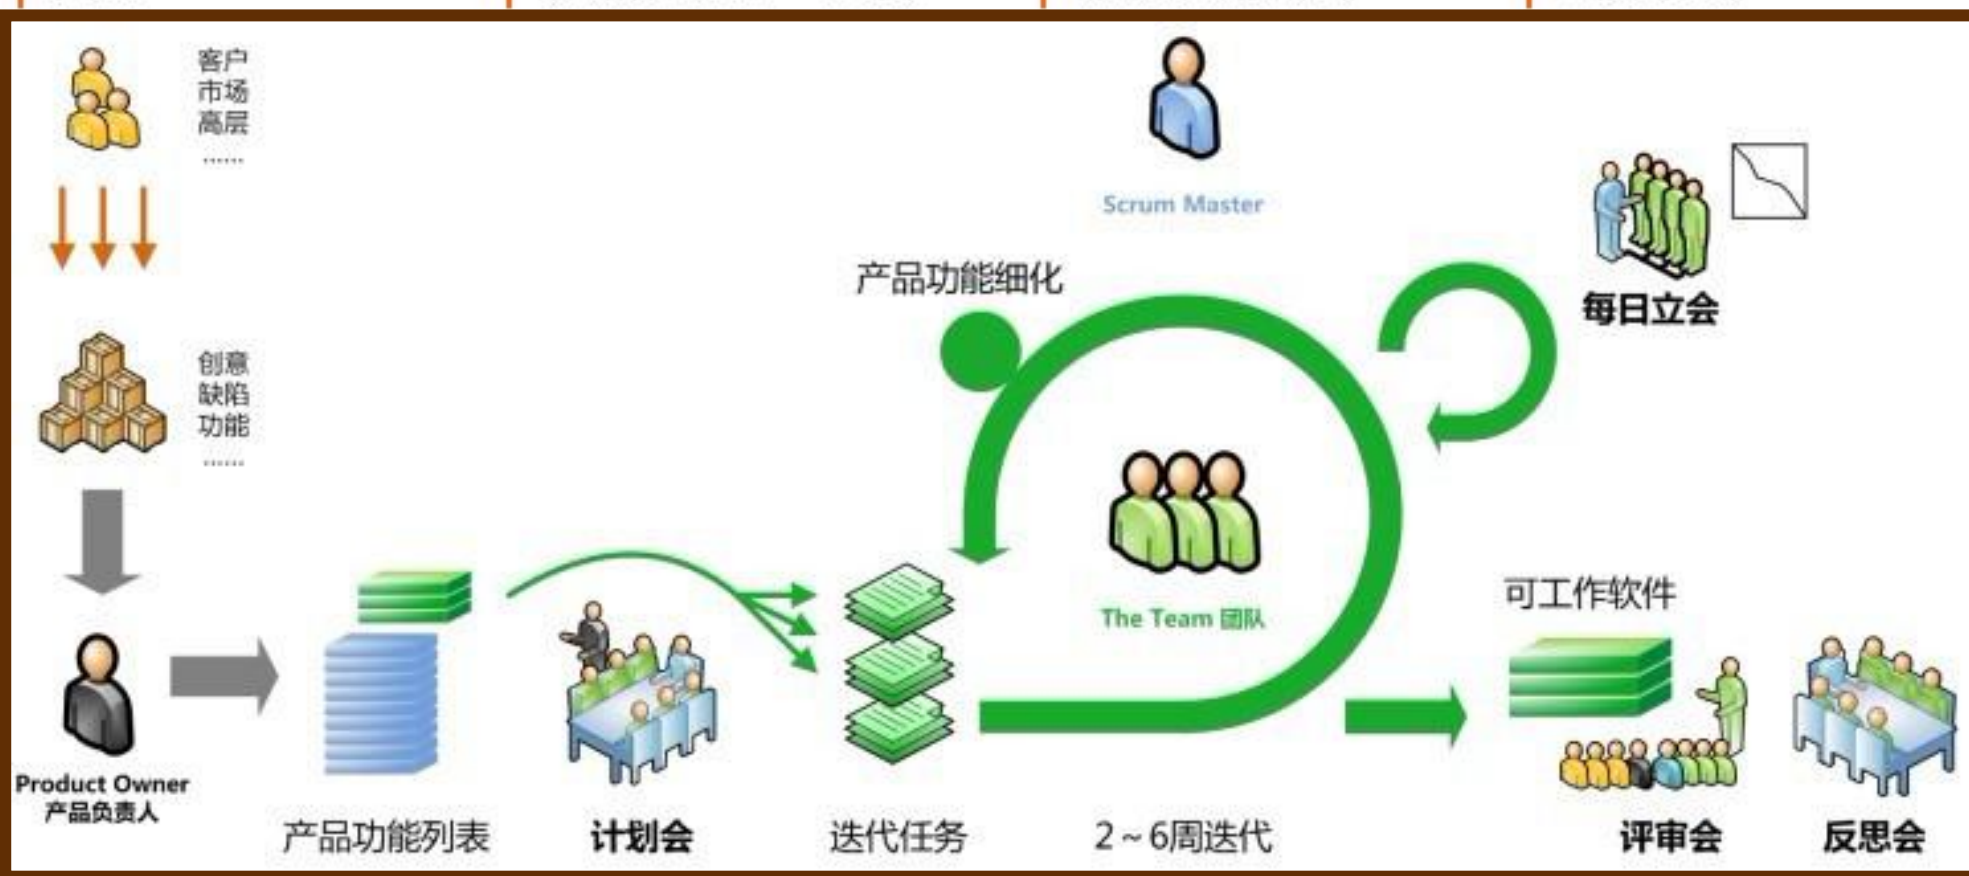 客户
市场
高层
......
Scrum Master
每日立会
产品功能细化
创意
缺陷
功能
......
The Team 团队
可工作软件
Product Owner
产品负责人
产品功能列表
计划会
迭代任务
2～6周迭代
评审会
反思会